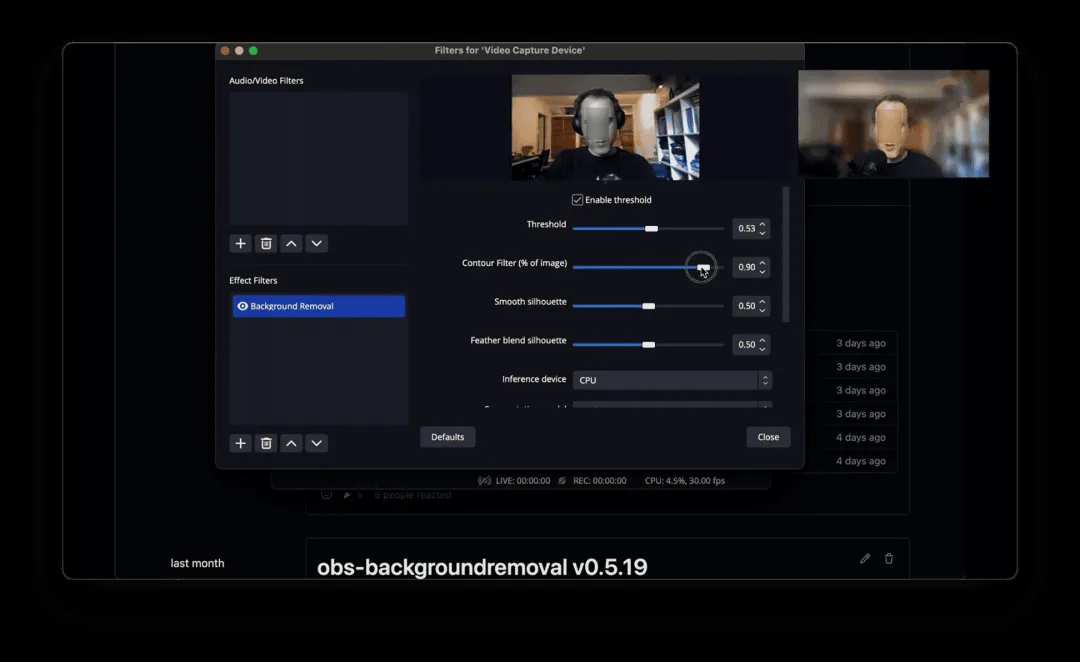 Filters for 'Video Capture Device'
Audio/Video Filters
Enable threshold
Threshold
0.53
Contour Filter (% of image)
0.90
Smooth silhouette
0.50
Effect Filters
Background Removal
Feather blend silhouette
0.50
Inference device
CPU
Defaults
Close
3 days ago
3 days ago
3 days ago
3 days ago
4 days ago
4 days ago
LIVE: 00:00:00
REC: 00:00:00
CPU: 4.5%, 30.00 fps
5 6 people reacted
last month
obs-backgroundremoval v0.5.19